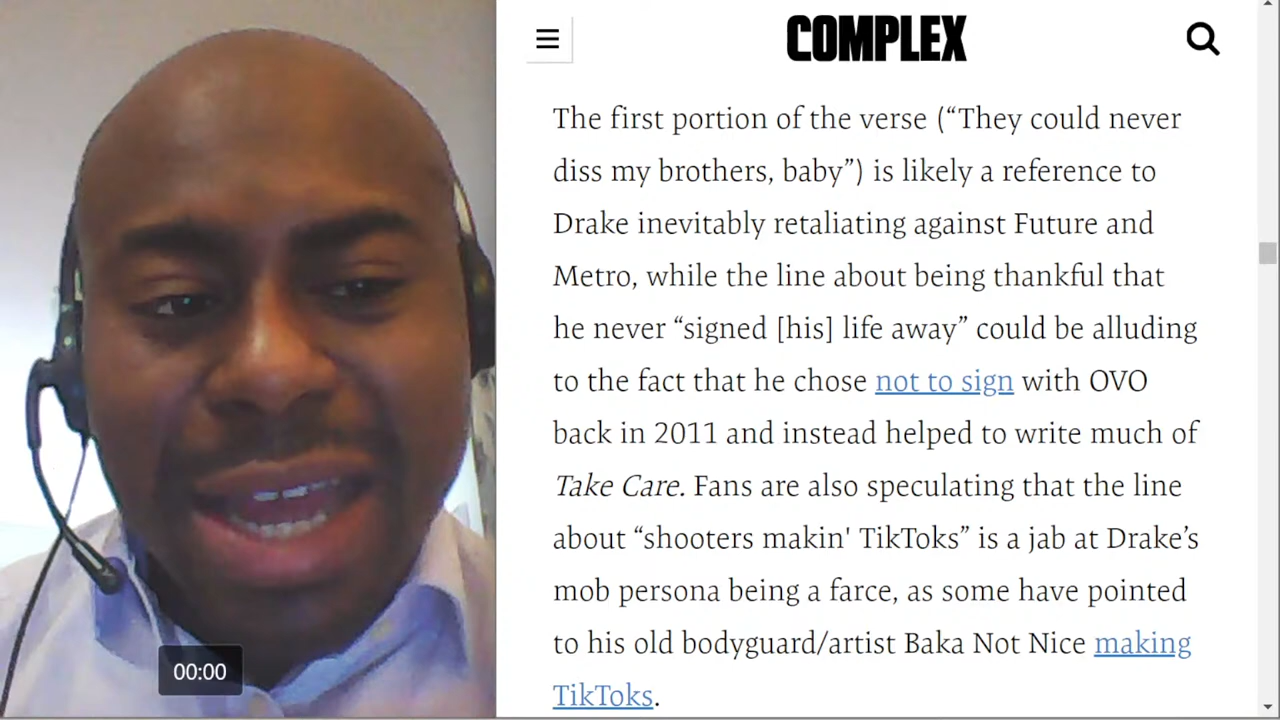 COMPLEX
The first portion of the verse (“They could never
diss my brothers, baby”) is likely a reference to
Drake inevitably retaliating against Future and
Metro, while the line about being thankful that
he never “signed [his] life away” could be alluding
to the fact that he chose not to sign with OVO
back in 2011 and instead helped to write much of
Take Care. Fans are also speculating that the line
about “shooters makin' TikToks” is a jab at Drake’s
mob persona being a farce, as some have pointed
to his old bodyguard/artist Baka Not Nice making
TikToks.
00:00